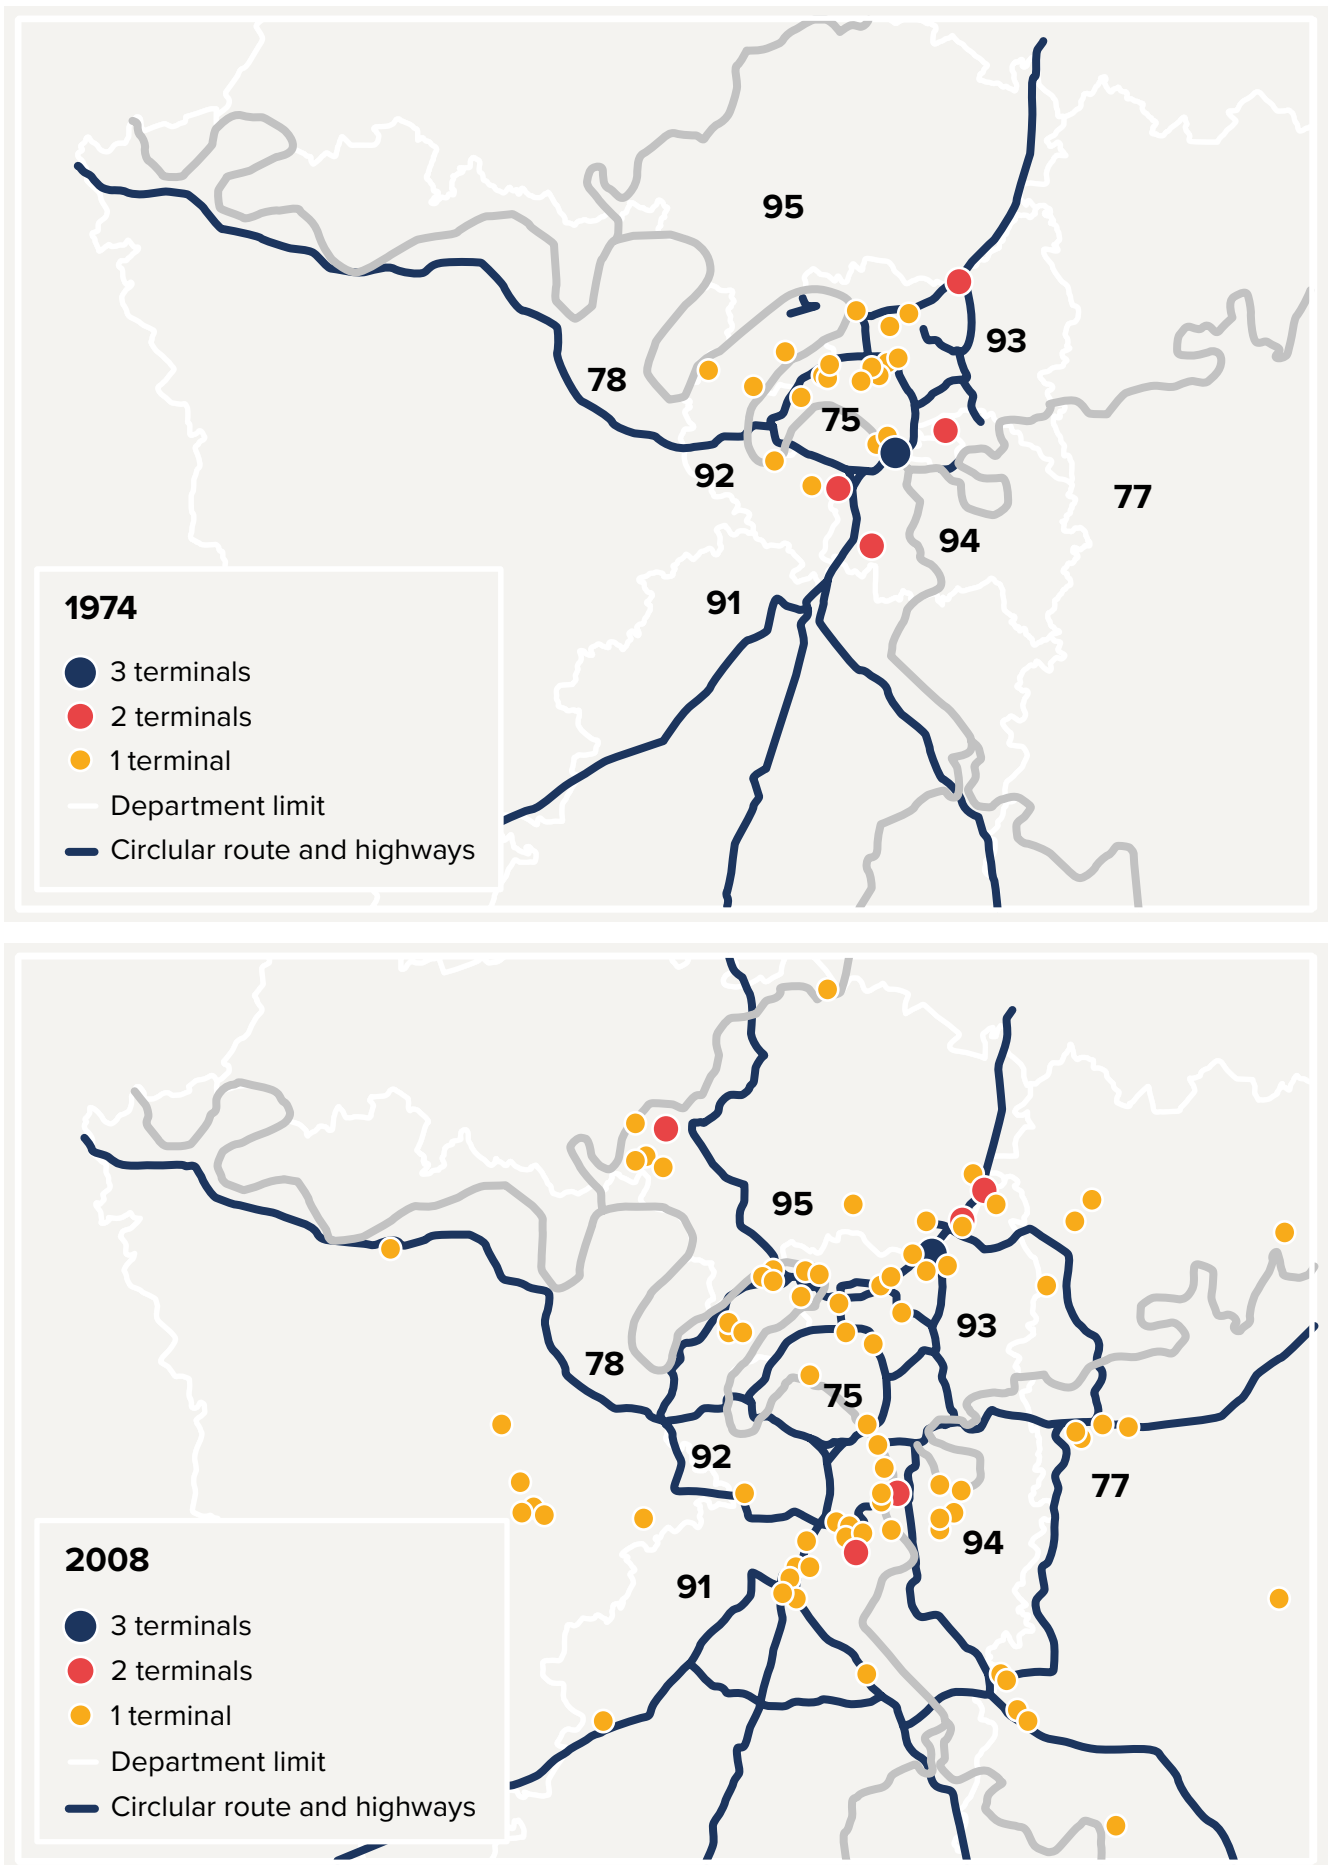 95
93
78
75
92
77
94
91
1974
3 terminals
2 terminals
1 terminal
Department limit
Circlular route and highways
95
93
78
75
92
77
94
91
2008
3 terminals
2 terminals
1 terminal
Department limit
Circlular route and highways